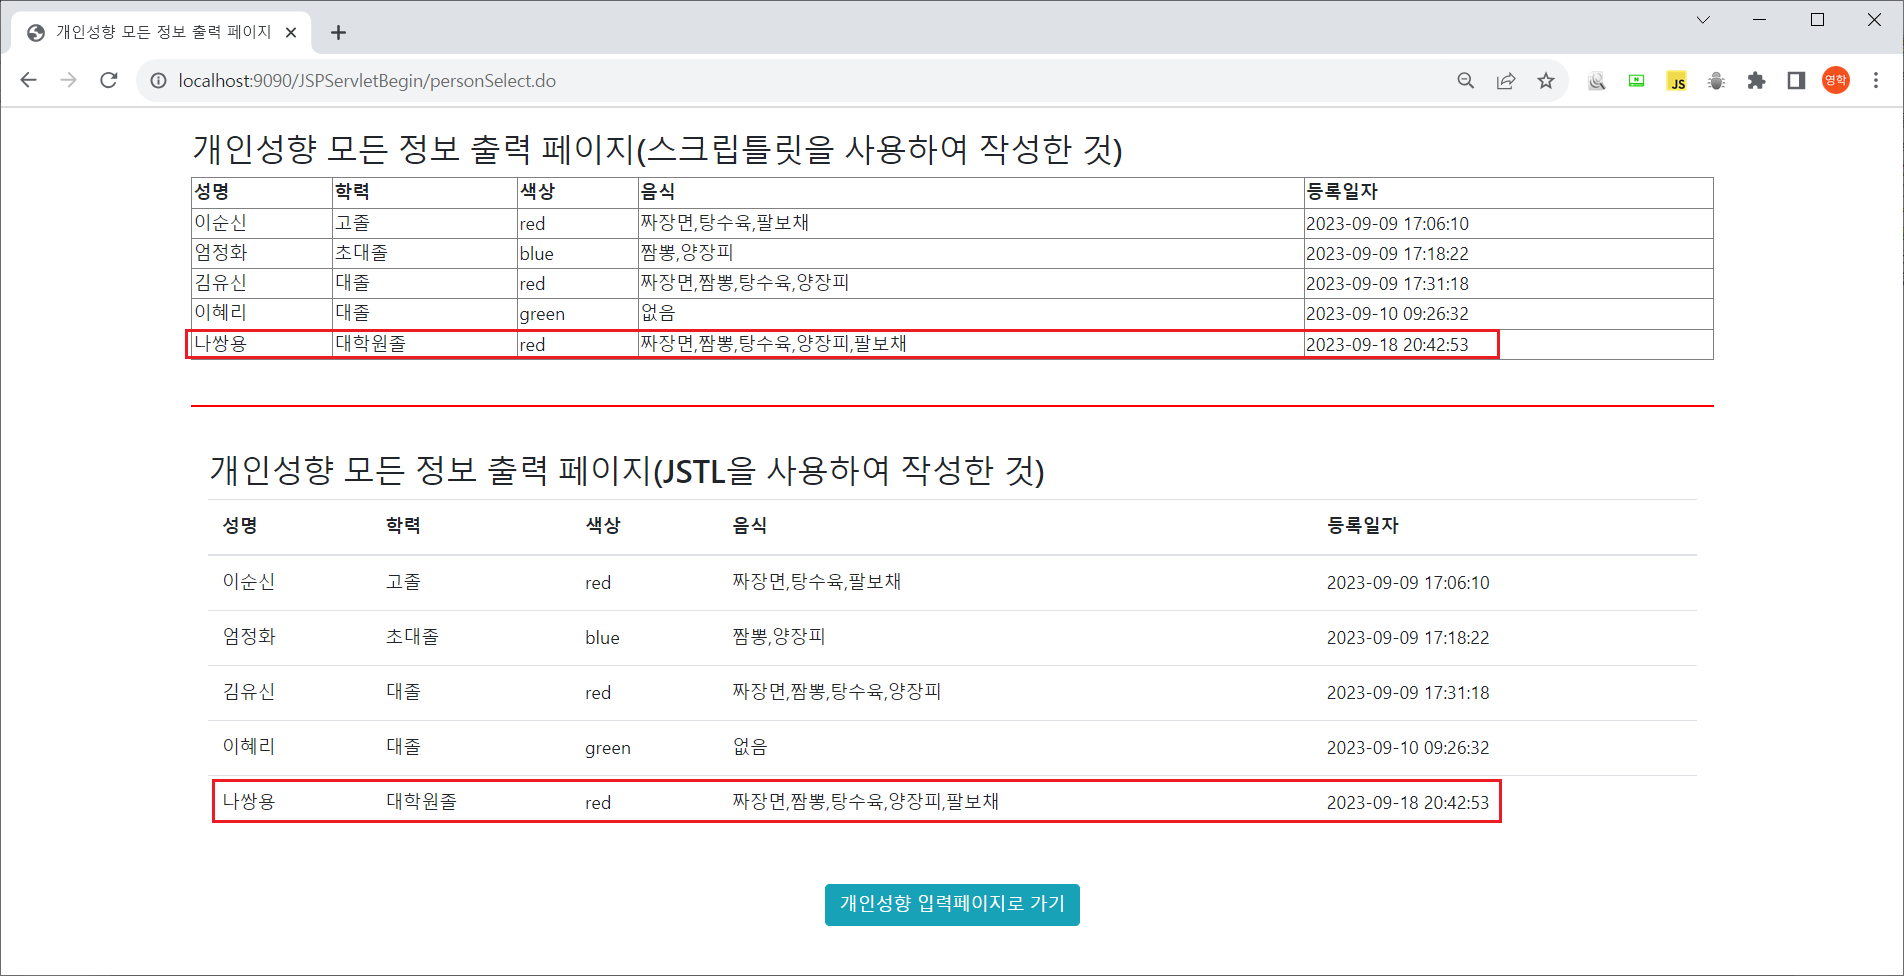 개인성향 모든 정보 출력 페이지
localhost:9090/JSPServletBegin/personSelect.do
JS
영학
개인성향 모든 정보 출력 페이지(스크립틀릿을 사용하여 작성한 것)
성명 학력 색상 음식 등록일자
이순신 고졸 red 짜장면,탕수육,팔보채 2023-09-09 17:06:10
엄정화 초대졸 blue 짬뽕,양장피 2023-09-09 17:18:22
김유신 대졸 red 짜장면,짬뽕,탕수육,양장피 2023-09-09 17:31:18
이혜리 대졸 green 없음 2023-09-10 09:26:32
나쌍용 대학원졸 red 짜장면,짬뽕,탕수육,양장피,팔보채 2023-09-18 20:42:53
개인성향 모든 정보 출력 페이지(JSTL을 사용하여 작성한 것)
성명 학력 색상 음식 등록일자
이순신 고졸 red 짜장면,탕수육,팔보채 2023-09-09 17:06:10
엄정화 초대졸 blue 짬뽕,양장피 2023-09-09 17:18:22
김유신 대졸 red 짜장면,짬뽕,탕수육,양장피 2023-09-09 17:31:18
이혜리 대졸 green 없음 2023-09-10 09:26:32
나쌍용 대학원졸 red 짜장면,짬뽕,탕수육,양장피,팔보채 2023-09-18 20:42:53
개인성향 입력페이지로 가기